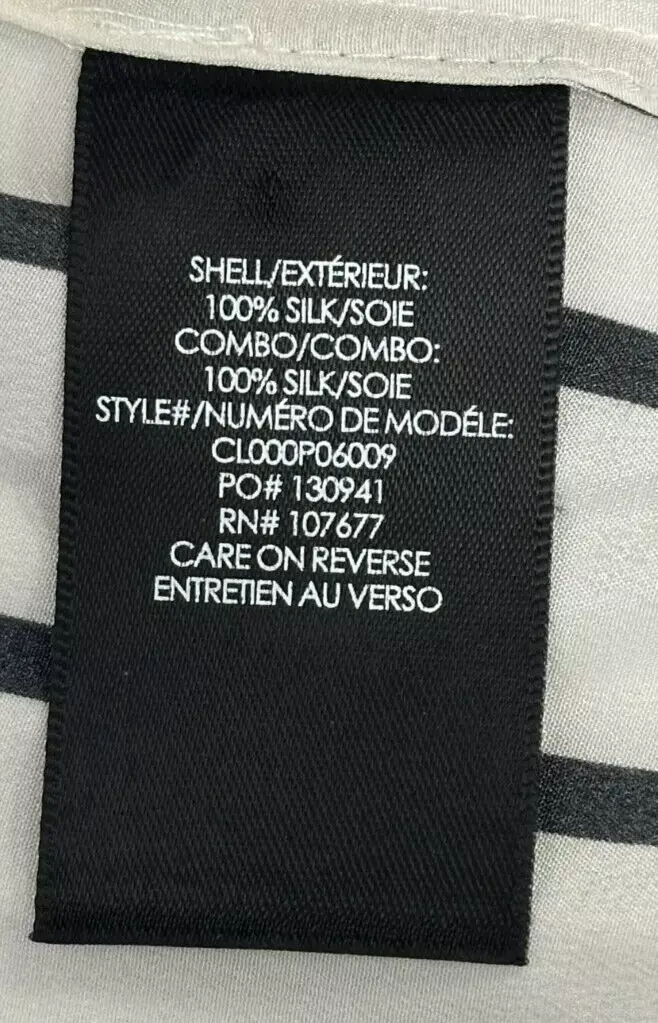 SHELL/EXTÉRIEUR:
100% SILK/SOIE
COMBO/COMBO:
100% SILK/SOIE
STYLE#/NUMÉRO DE MODÉLE:
CL000P06009
PO# 130941
RN# 107677
CARE ON REVERSE
ENTRETIEN AU VERSO